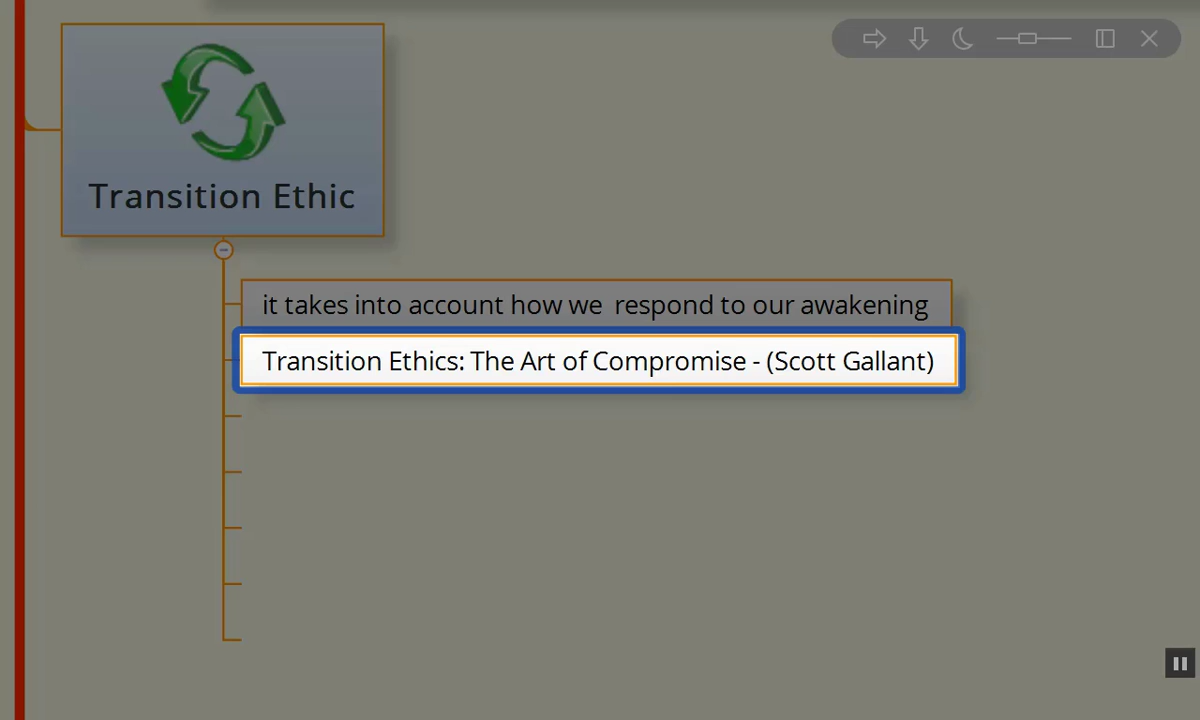 Transition Ethic
it takes into account how we  respond to our awakening
Transition Ethics: The Art of Compromise - (Scott Gallant)